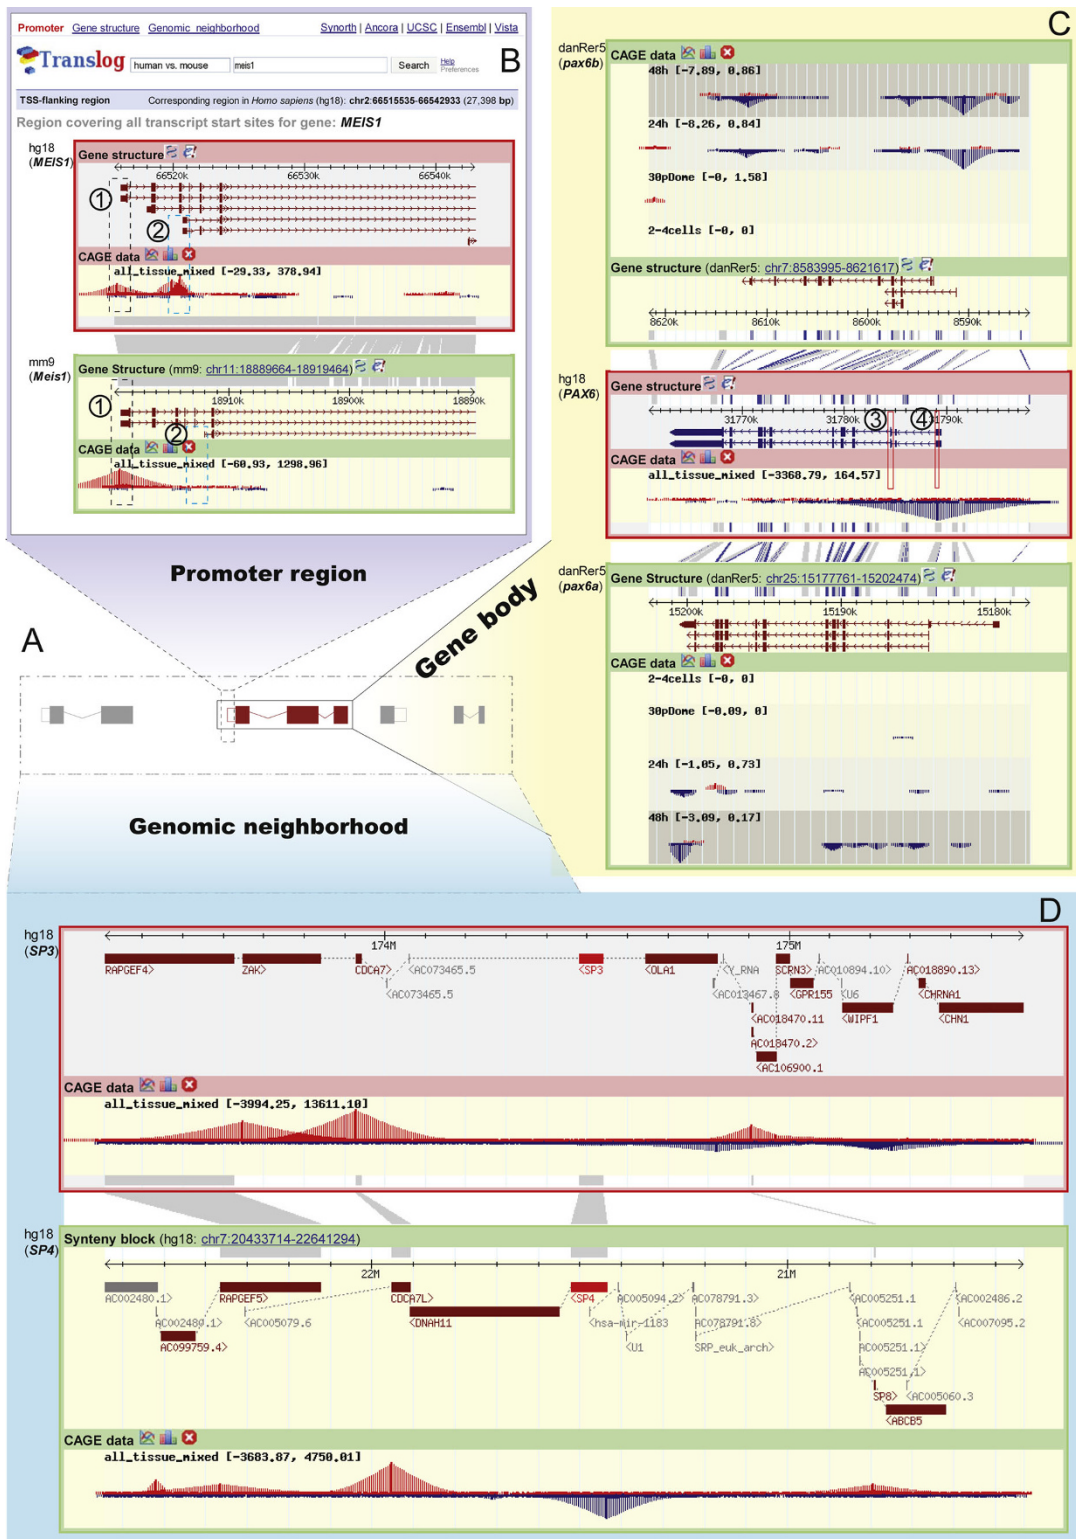 Promoter Gene structure Genomic neighborhood Synorth | Ancora | UCSC | Ensembl | Vista
Translog human vs. mouse meis1 Search Help Preferences
B
TSS-flanking region Corresponding region in Homo sapiens (hg18): chr2:66515535-66542933 (27,398 bp)
Region covering all transcript start sites for gene: MEIS1
hg18
(MEIS1)
Gene structure
66520k 66530k 66540k
1
2
CAGE data
all_tissue_mixed [-29.33, 378.94]
mm9
(Meis1)
Gene Structure (mm9: chr11:18889664-18919464)
18910k 18900k 18890k
1
2
CAGE data
all_tissue_mixed [-60.93, 1298.96]
Promoter region
A
Gene body
Genomic neighborhood
C
danRer5
(pax6b)
CAGE data
48h [-7.89, 0.86]
24h [-8.26, 0.84]
30pDome [-0, 1.58]
2-4cells [-0, 0]
Gene structure (danRer5: chr7:8583995-8621617)
8620k 8610k 8600k 8590k
hg18
(PAX6)
Gene structure
31770k 31780k 31790k
3 4
CAGE data
all_tissue_mixed [-3368.79, 164.57]
danRer5
(pax6a)
Gene Structure (danRer5: chr25:15177761-15202474)
15200k 15190k 15180k
CAGE data
2-4cells [-0, 0]
30pDome [-0.09, 0]
24h [-1.05, 0.73]
48h [-3.09, 0.17]
D
hg18
(SP3)
174M 175M
RAPGEF4> ZAK> CDCA7> <AC073465.5 <SP3 <OLA1 <Y_RNA SCRN3> <AC010894.10> AC018890.13>
<AC073465.5 <AC013467.8 <GPR155 <U6 <CHRNA1
<AC018470.11 <WIPF1 <CHN1
AC018470.2>
<AC106900.1
CAGE data
all_tissue_mixed [-3994.25, 13611.10]
hg18
(SP4)
Synteny block (hg18: chr7:20433714-22641294)
22M 21M
AC002480.1> RAPGEF5> CDCA7L> <SP4 <AC005094.2> AC078791.3> <AC005251.1 <AC002486.2
<AC002480.1> <AC005079.6 <DNAH11 <hsa-mir-1183 AC078791.8> <AC005251.1 <AC007095.2
AC099759.4> <U1 SRP_euk_arch> AC005251.1>
AC005251.1>
SP8> <AC005060.3
<ABCB5
CAGE data
all_tissue_mixed [-3683.87, 4750.01]